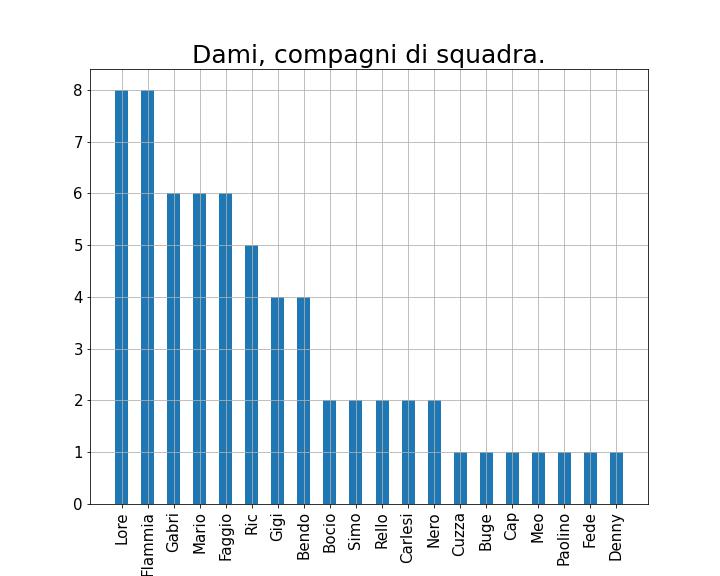 Dami, compagni di squadra.
8
7
6
5
4
3
2
1
0
Lore
Flammia
Gabri
Mario
Faggio
Ric
Gigi
Bendo
Bocio
Simo
Rello
Carlesi
Nero
Cuzza
Buge
Cap
Meo
Paolino
Fede
Denny